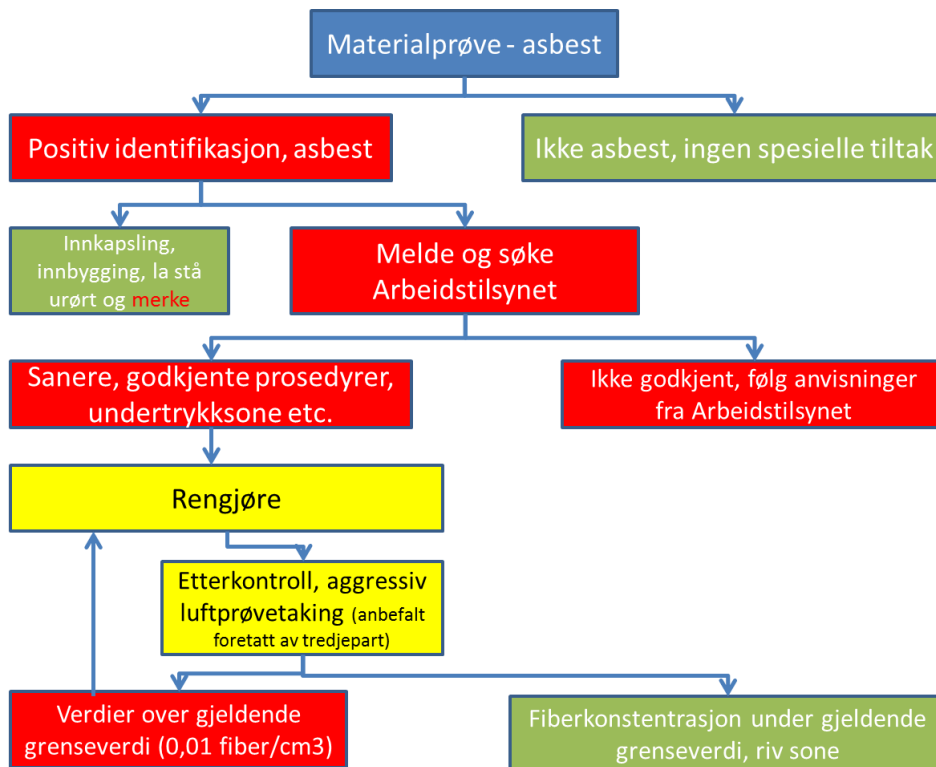 Materialprøve - asbest
Positiv identifikasjon, asbest
Ikke asbest, ingen spesielle tiltak
Innkapsling,
innbygging, la stå
urørt og merke
Melde og søke
Arbeidstilsynet
Sanere, godkjente prosedyrer,
undertrykksone etc.
Ikke godkjent, følg anvisninger
fra Arbeidstilsynet
Rengjøre
Etterkontroll, aggressiv
luftprøvetaking (anbefalt
foretatt av tredjepart)
Verdier over gjeldende
grenseverdi (0,01 fiber/cm3)
Fiberkonstentrasjon under gjeldende
grenseverdi, riv sone